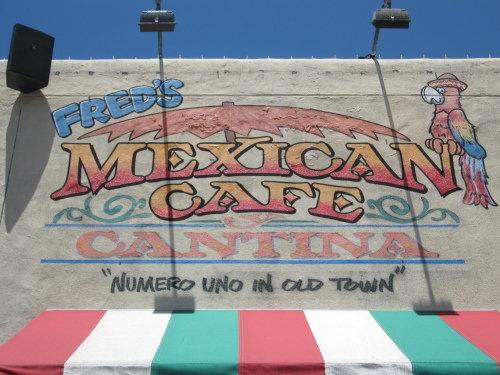 FRED'S
MEXICAN
CAFE
CANTINA
"NUMERO UNO IN OLD TOWN"